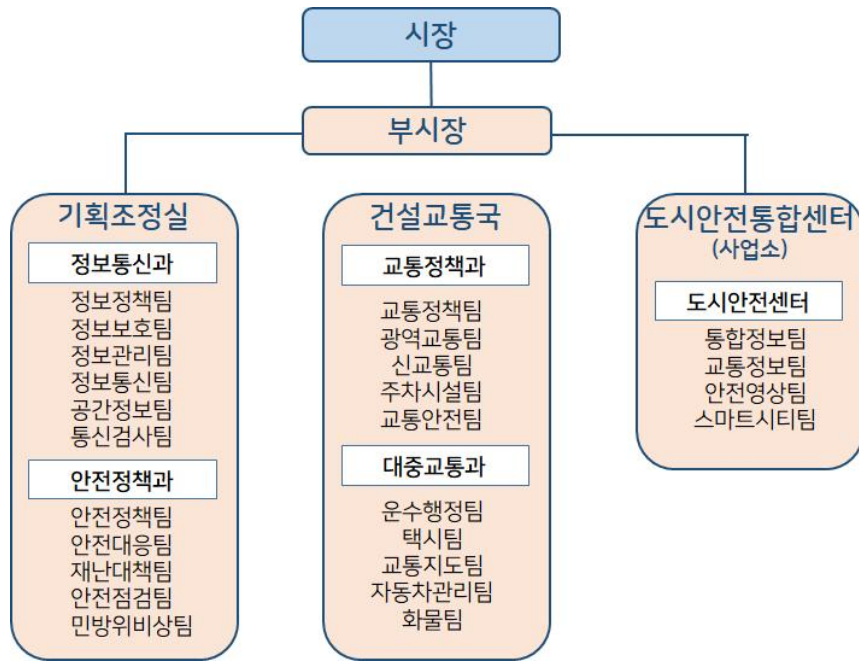 시장
부시장
기획조정실
정보통신과
정보정책팀
정보보호팀
정보관리팀
정보통신팀
공간정보팀
통신검사팀
안전정책과
안전정책팀
안전대응팀
재난대책팀
안전점검팀
민방위비상팀
건설교통국
교통정책과
교통정책팀
광역교통팀
신교통팀
주차시설팀
교통안전팀
대중교통과
운수행정팀
택시팀
교통지도팀
자동차관리팀
화물팀
도시안전통합센터
(사업소)
도시안전센터
통합정보팀
교통정보팀
안전영상팀
스마트시티팀